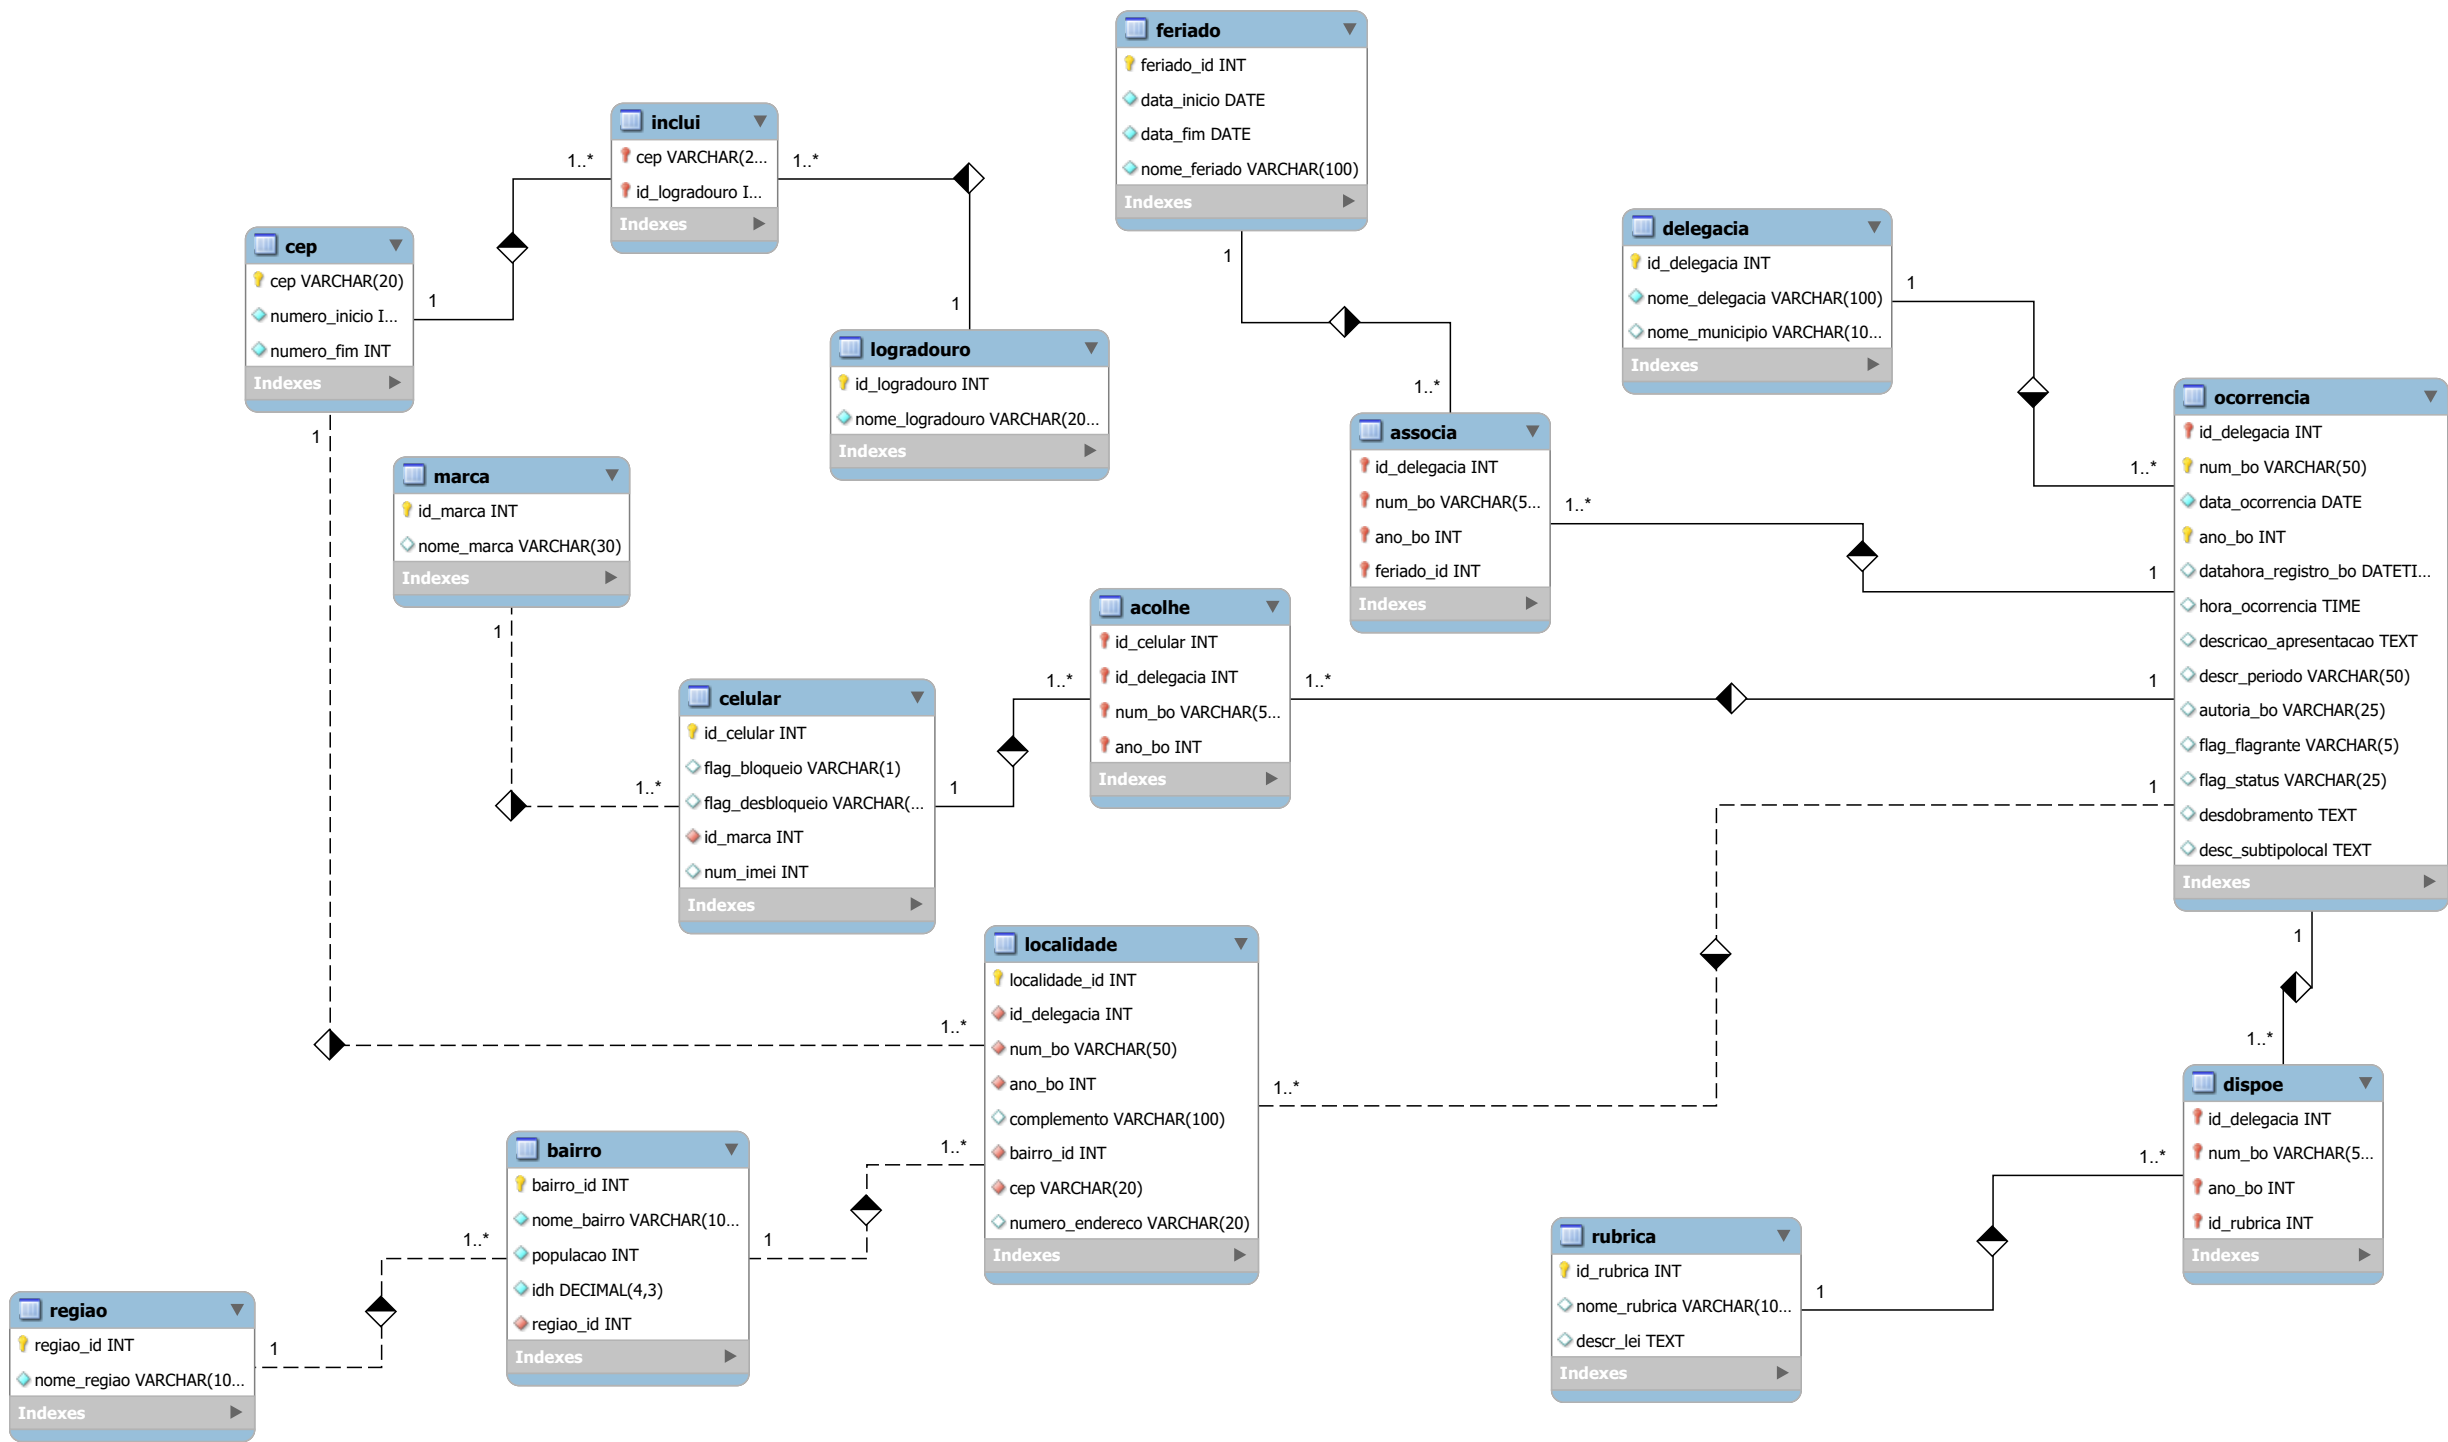 feriado
feriado_id INT
data_inicio DATE
data_fim DATE
nome_feriado VARCHAR(100)
Indexes
1
inclui
cep VARCHAR(2...
id_logradouro I...
Indexes
1..*
1..*
cep
cep VARCHAR(20)
numero_inicio I...
numero_fim INT
Indexes
1
1
1
logradouro
id_logradouro INT
nome_logradouro VARCHAR(20...
Indexes
delegacia
id_delegacia INT
nome_delegacia VARCHAR(100)
nome_municipio VARCHAR(10...
Indexes
1
1..*
associa
id_delegacia INT
num_bo VARCHAR(5...
ano_bo INT
feriado_id INT
Indexes
1..*
ocorrencia
id_delegacia INT
num_bo VARCHAR(50)
data_ocorrencia DATE
ano_bo INT
datahora_registro_bo DATETI...
hora_ocorrencia TIME
descricao_apresentacao TEXT
descr_periodo VARCHAR(50)
autoria_bo VARCHAR(25)
flag_flagrante VARCHAR(5)
flag_status VARCHAR(25)
desdobramento TEXT
desc_subtipolocal TEXT
Indexes
1..*
1
1
1
1
marca
id_marca INT
nome_marca VARCHAR(30)
Indexes
1
acolhe
id_celular INT
id_delegacia INT
num_bo VARCHAR(5...
ano_bo INT
Indexes
1..*
1..*
celular
id_celular INT
flag_bloqueio VARCHAR(1)
flag_desbloqueio VARCHAR(...
id_marca INT
num_imei INT
Indexes
1..*
1
localidade
localidade_id INT
id_delegacia INT
num_bo VARCHAR(50)
ano_bo INT
complemento VARCHAR(100)
bairro_id INT
cep VARCHAR(20)
numero_endereco VARCHAR(20)
Indexes
1..*
1..*
1..*
dispoe
id_delegacia INT
num_bo VARCHAR(5...
ano_bo INT
id_rubrica INT
Indexes
1..*
1..*
bairro
bairro_id INT
nome_bairro VARCHAR(10...
populacao INT
idh DECIMAL(4,3)
regiao_id INT
Indexes
1..*
1
rubrica
id_rubrica INT
nome_rubrica VARCHAR(10...
descr_lei TEXT
Indexes
1
regiao
regiao_id INT
nome_regiao VARCHAR(10...
Indexes
1